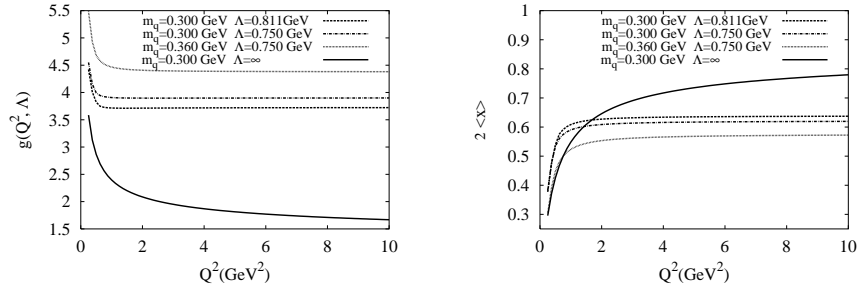 m_q=0.300 GeV Λ=0.811GeV
m_q=0.300 GeV Λ=0.750 GeV
m_q=0.360 GeV Λ=0.750 GeV
m_q=0.300 GeV Λ=∞
5.5
5
4.5
4
3.5
3
2.5
2
1.5
g(Q², Λ)
0 2 4 6 8 10
Q²(GeV²)
m_q=0.300 GeV Λ=0.811GeV
m_q=0.300 GeV Λ=0.750 GeV
m_q=0.360 GeV Λ=0.750 GeV
m_q=0.300 GeV Λ=∞
1
0.9
0.8
0.7
0.6
0.5
0.4
0.3
2 <x>
0 2 4 6 8 10
Q²(GeV²)